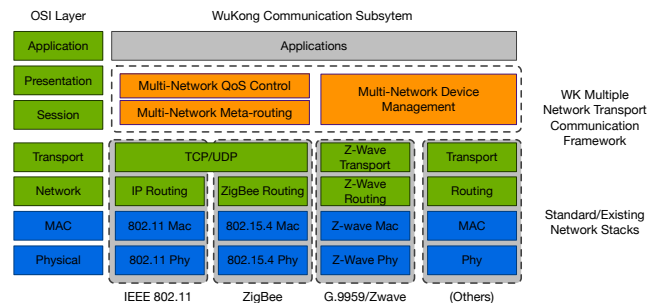 OSI Layer
WuKong Communication Subsytem
Application
Applications
Presentation
Multi-Network QoS Control
Multi-Network Device
Management
Session
Multi-Network Meta-routing
WK Multiple
Network Transport
Communication
Framework
Transport
TCP/UDP
Z-Wave
Transport
Transport
Network
IP Routing
ZigBee Routing
Z-Wave
Routing
Routing
MAC
802.11 Mac
802.15.4 Mac
Z-wave Mac
MAC
Standard/Existing
Network Stacks
Physical
802.11 Phy
802.15.4 Phy
Z-Wave Phy
Phy
IEEE 802.11
ZigBee
G.9959/Zwave
(Others)